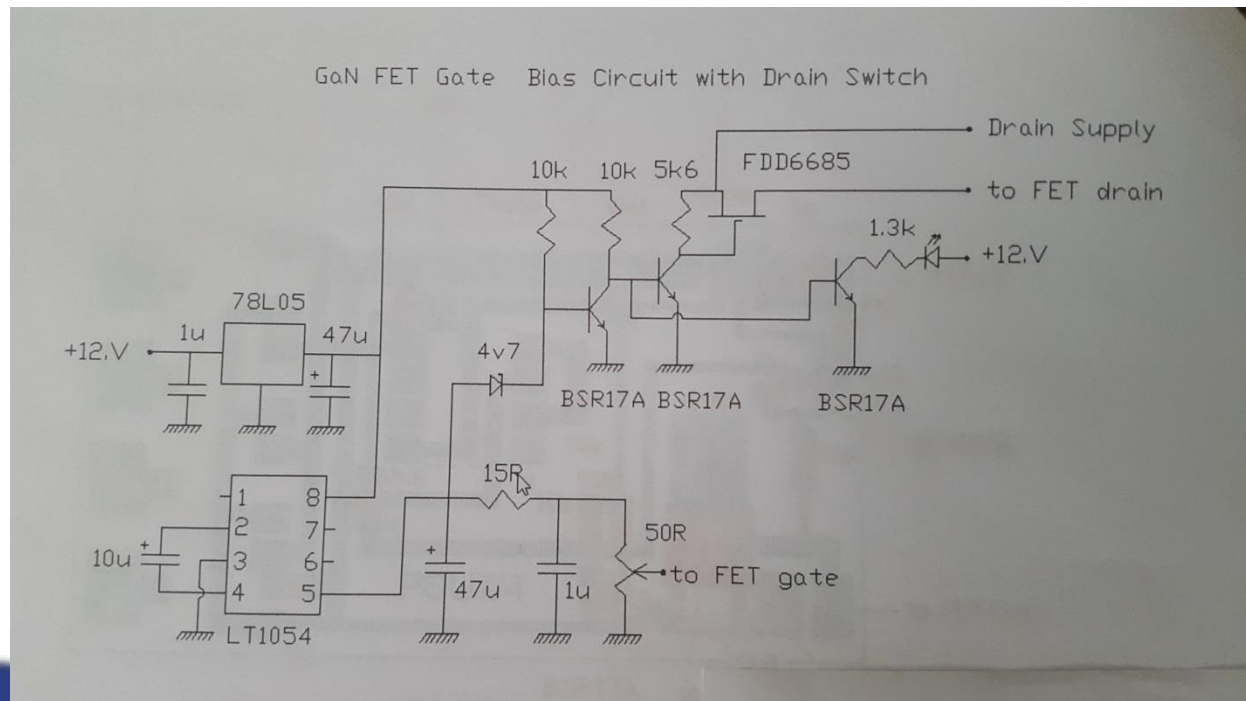 GaN FET Gate Bias Circuit with Drain Switch
Drain Supply
10k 10k 5k6 FDD6685
to FET drain
1.3k
+12.V
78L05
1u 47u
+12.V
4v7
BSR17A BSR17A BSR17A
15R
1 8
2 7
3 6
4 5
10u
50R
to FET gate
47u 1u
LT1054